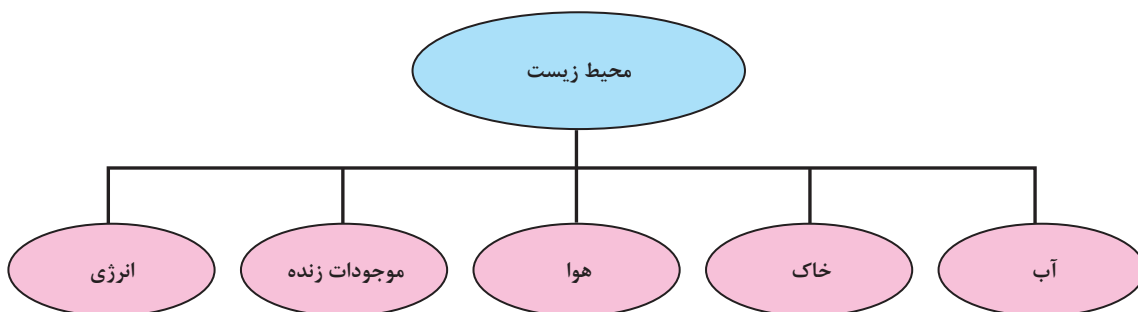 محیط زیست
آب
خاک
هوا
موجودات زنده
انرژی